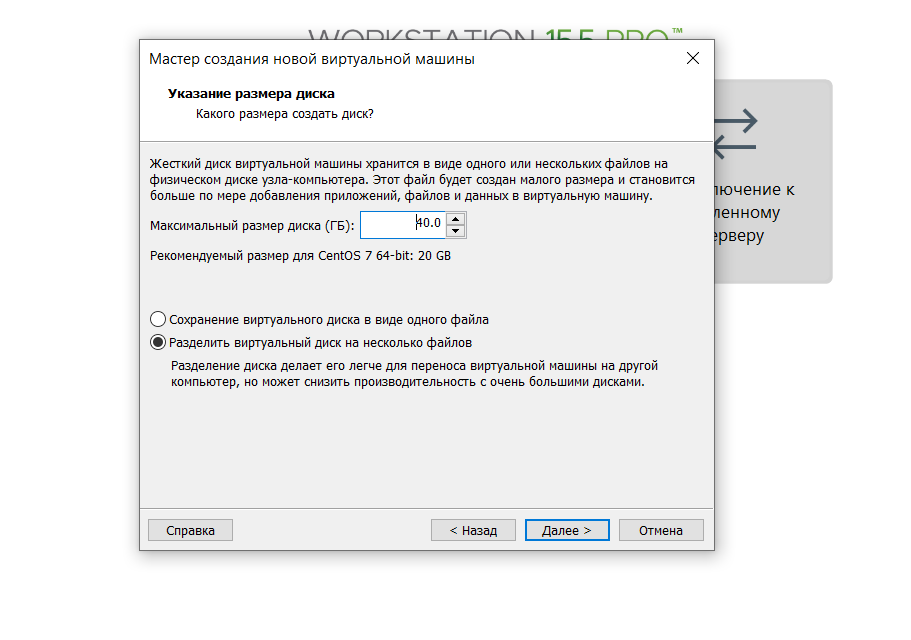 WORKSTATION 15.5 PRO™
Мастер создания новой виртуальной машины
Указание размера диска
Какого размера создать диск?
Жесткий диск виртуальной машины хранится в виде одного или нескольких файлов на
физическом диске узла-компьютера. Этот файл будет создан малого размера и становится
больше по мере добавления приложений, файлов и данных в виртуальную машину.
Максимальный размер диска (ГБ): 40.0
Рекомендуемый размер для CentOS 7 64-bit: 20 GB
Сохранение виртуального диска в виде одного файла
Разделить виртуальный диск на несколько файлов
Разделение диска делает его легче для переноса виртуальной машины на другой
компьютер, но может снизить производительность с очень большими дисками.
Справка
< Назад
Далее >
Отмена
лючение к
ленному
ерверу